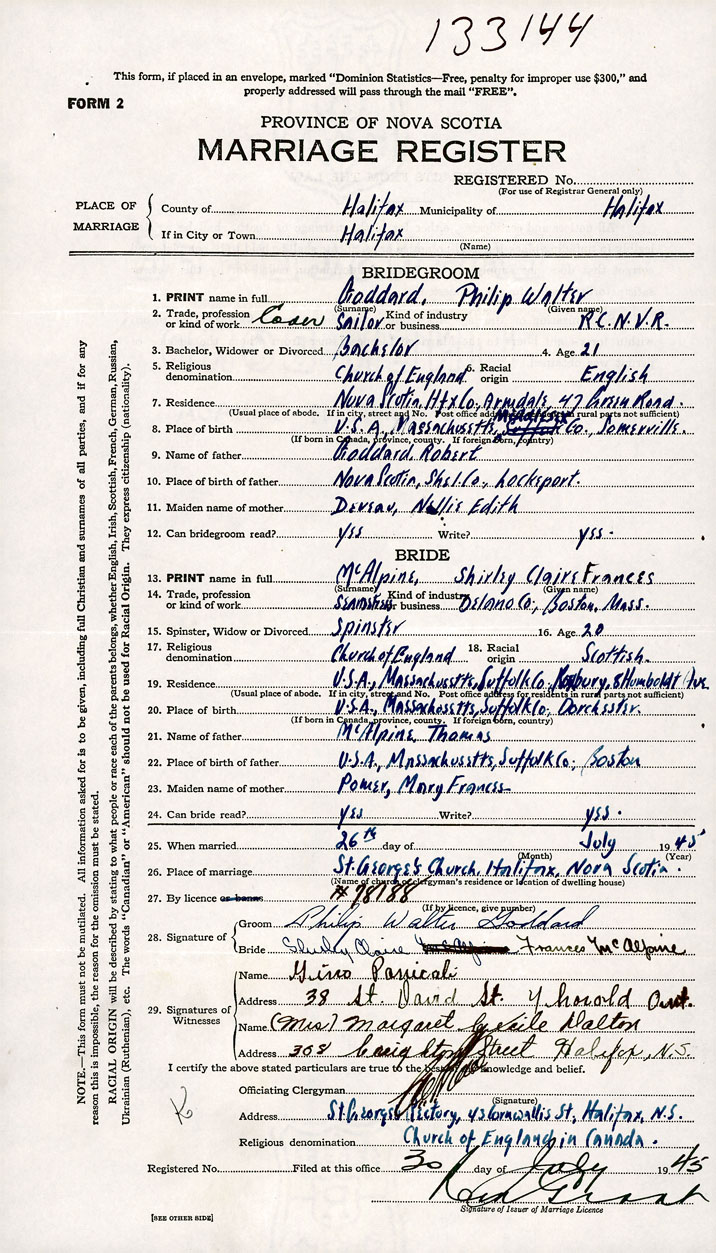 133144
This form, if placed in an envelope, marked "Dominion Statistics—Free, penalty for improper use $300," and
properly addressed will pass through the mail "FREE".
FORM 2
PROVINCE OF NOVA SCOTIA
MARRIAGE REGISTER
REGISTERED No.
(For use of Registrar General only)
PLACE OF MARRIAGE
County of Halifax Municipality of Halifax
If in City or Town Halifax
(Name)
BRIDEGROOM
1. PRINT name in full Goddard, Philip Walter
(Surname) (Given name)
2. Trade, profession or kind of work Coder Sailor Kind of industry or business R.C.N.V.R.
3. Bachelor, Widower or Divorced Bachelor 4. Age 21
5. Religious denomination Church of England 6. Racial origin English
7. Residence Nova Scotia, Hfx Co, Armdale, 47 Road.
(Usual place of abode. If in city, street and No. Post office address for residents in rural parts not sufficient)
8. Place of birth U.S.A., Massachusetts, Middlesex Co., Somerville.
(If born in Canada, province, county. If foreign born, country)
9. Name of father Goddard, Robert
10. Place of birth of father Nova Scotia, Shel. Co., Lockeport.
11. Maiden name of mother Nellie Edith
12. Can bridegroom read? yes Write? yes.
BRIDE
13. PRINT name in full McAlpine, Shirley Claire Frances
(Surname) (Given name)
14. Trade, profession or kind of work Seamstress Kind of industry or business Delano Co., Boston, Mass.
15. Spinster, Widow or Divorced Spinster 16. Age 20
17. Religious denomination Church of England 18. Racial origin Scottish.
19. Residence U.S.A., Massachusetts, Suffolk Co, Roxbury, 8 Humboldt Ave
(Usual place of abode. If in city, street and No. Post office address for residents in rural parts not sufficient)
20. Place of birth U.S.A., Massachusetts, Suffolk Co. Dorchester.
(If born in Canada, province, county. If foreign born, country)
21. Name of father McAlpine, Thomas
22. Place of birth of father U.S.A., Massachusetts, Suffolk Co., Boston
23. Maiden name of mother Power, Mary Frances
24. Can bride read? yes Write? yes.
25. When married 26th day of July 1945
(Month) (Year)
26. Place of marriage St. George's Church, Halifax, Nova Scotia.
(Name of church or clergyman's residence or location of dwelling house)
27. By licence or banns # 78188
(If by licence, give number)
28. Signature of
Groom Philip Walter Goddard
Bride Shirley Claire Frances McAlpine
29. Signatures of Witnesses
Name Gino Panicali
Address 38 St. David St. Thorold Ont.
Name (Mrs) Margaret Cecile Dalton
Address 308 Creighton Street Halifax, N.S.
I certify the above stated particulars are true to the best of my knowledge and belief.
Officiating Clergyman
(Signature)
Address St. George's Rectory, Cornwallis St, Halifax, N.S.
Religious denomination Church of England in Canada.
Registered No. Filed at this office 30 day of July 1945
Signature of Issuer of Marriage Licence
[SEE OTHER SIDE]
NOTE.—This form must not be mutilated. All information asked for is to be given, including full Christian and surnames of all parties, and if for any
reason this is impossible, the reason for the omission must be stated.
RACIAL ORIGIN will be described by stating to what people or race each of the parents belongs, whether English, Irish, Scottish, French, German, Russian,
Ukrainian (Ruthenian), etc. The words "Canadian" or "American" should not be used for Racial Origin. They express citizenship (nationality).